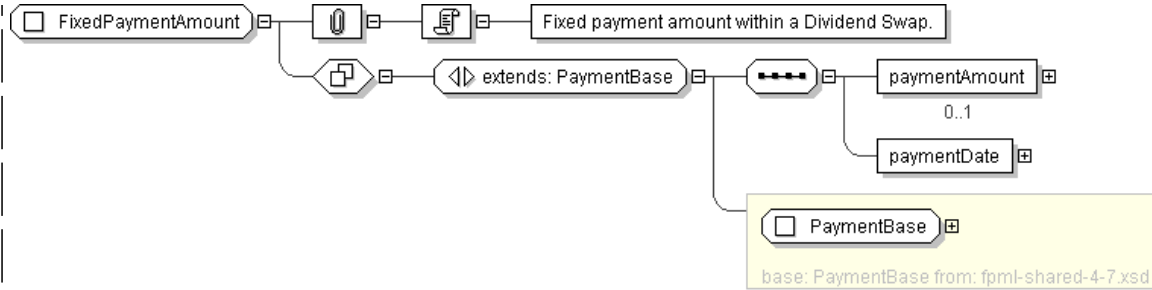 FixedPaymentAmount
Fixed payment amount within a Dividend Swap.
extends: PaymentBase
paymentAmount
0..1
paymentDate
PaymentBase
base: PaymentBase from: fpml-shared-4-7.xsd